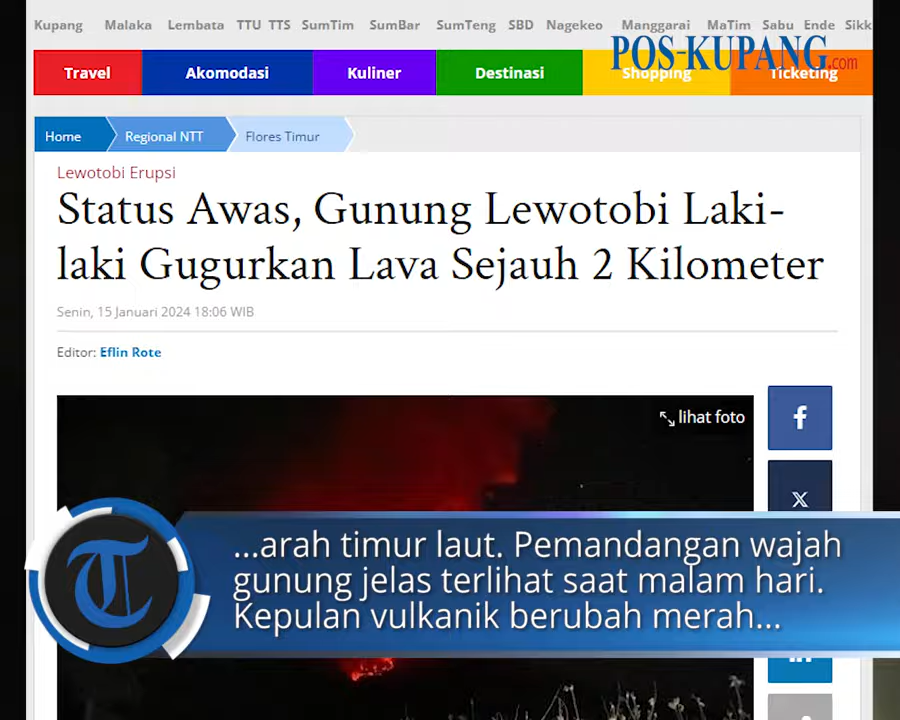 Kupang Malaka Lembata TTU TTS SumTim SumBar SumTeng SBD Nagekeo Manggarai MaTim Sabu Ende Sikk
POS-KUPANG.com
Travel Akomodasi Kuliner Destinasi Shopping Ticketing
Home Regional NTT Flores Timur
Lewotobi Erupsi
Status Awas, Gunung Lewotobi Laki-
laki Gugurkan Lava Sejauh 2 Kilometer
Senin, 15 Januari 2024 18:06 WIB
Editor: Eflin Rote
lihat foto
...arah timur laut. Pemandangan wajah
gunung jelas terlihat saat malam hari.
Kepulan vulkanik berubah merah...